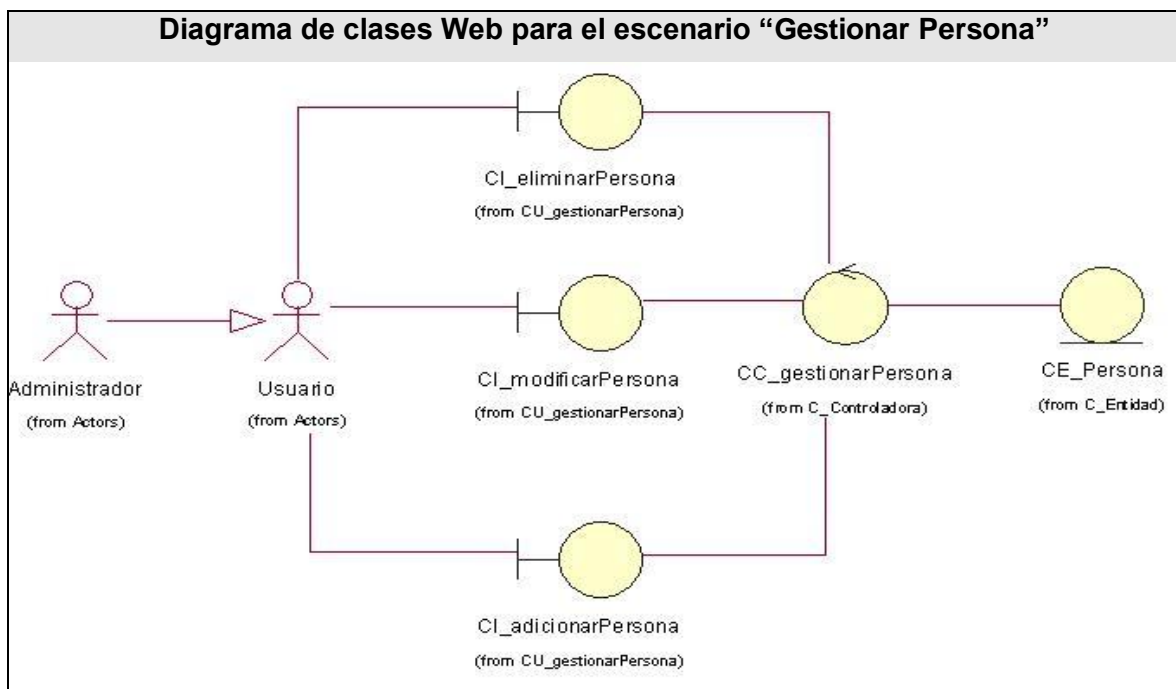 Diagrama de clases Web para el escenario “Gestionar Persona”
CI_eliminarPersona
(from CU_gestionarPersona)
Administrador
(from Actors)
Usuario
(from Actors)
CI_modificarPersona
(from CU_gestionarPersona)
CC_gestionarPersona
(from C_Controladora)
CE_Persona
(from C_Entidad)
CI_adicionarPersona
(from CU_gestionarPersona)